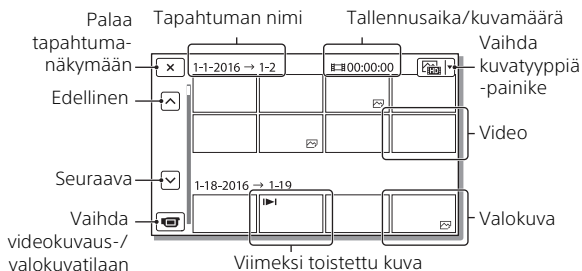 Palaa
tapahtuma-
näkymään
Tapahtuman nimi
Tallennusaika/kuvamäärä
Vaihda
kuvatyyppiä
-painike
1-1-2016 → 1-2
00:00:00
Edellinen
Video
Seuraava
1-18-2016 → 1-19
Vaihda
videokuvaus-/
valokuvatilaan
Viimeksi toistettu kuva
Valokuva